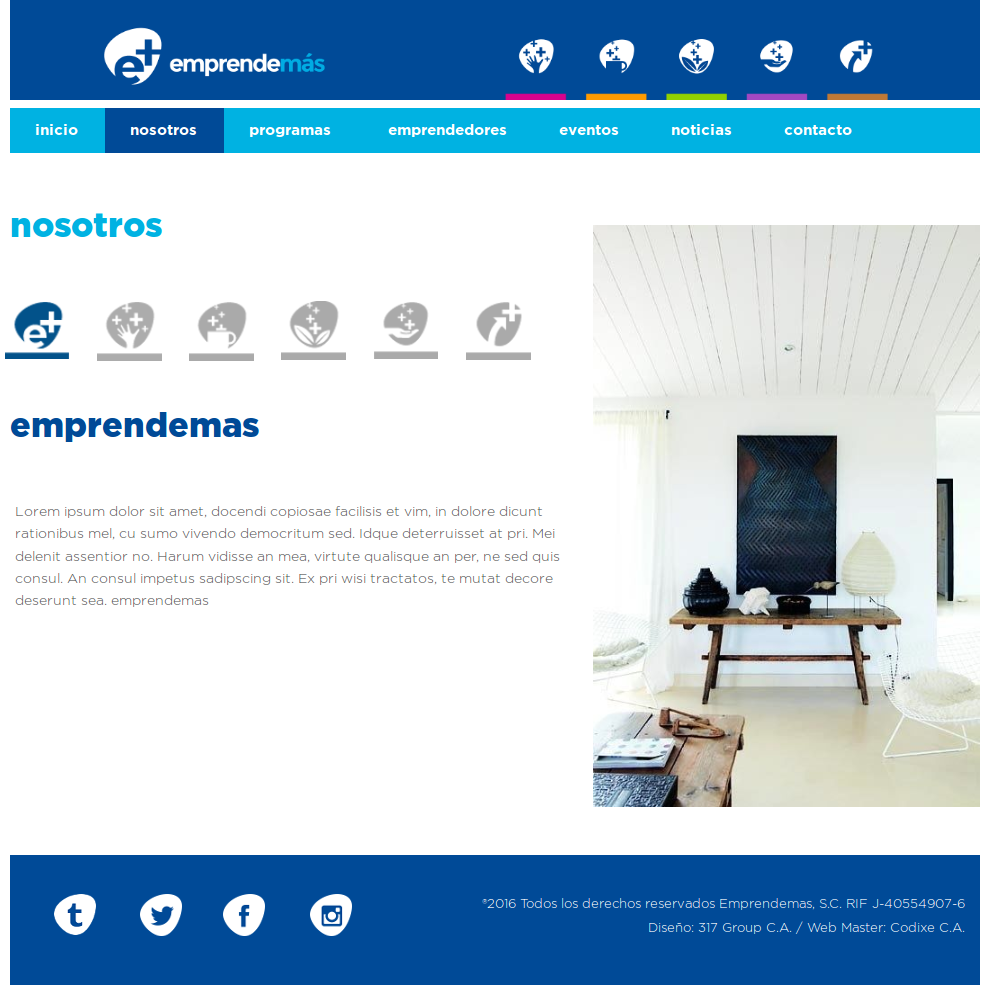 e+ emprendemás
inicio nosotros programas emprendedores eventos noticias contacto
nosotros
e+
emprendemas
Lorem ipsum dolor sit amet, docendi copiosae facilisis et vim, in dolore dicunt
rationibus mel, cu sumo vivendo democritum sed. Idque deterruisset at pri. Mei
delenit assentior no. Harum vidisse an mea, virtute qualisque an per, ne sed quis
consul. An consul impetus sadipscing sit. Ex pri wisi tractatos, te mutat decore
deserunt sea. emprendemas
®2016 Todos los derechos reservados Emprendemas, S.C. RIF J-40554907-6
Diseño: 317 Group C.A. / Web Master: Codixe C.A.